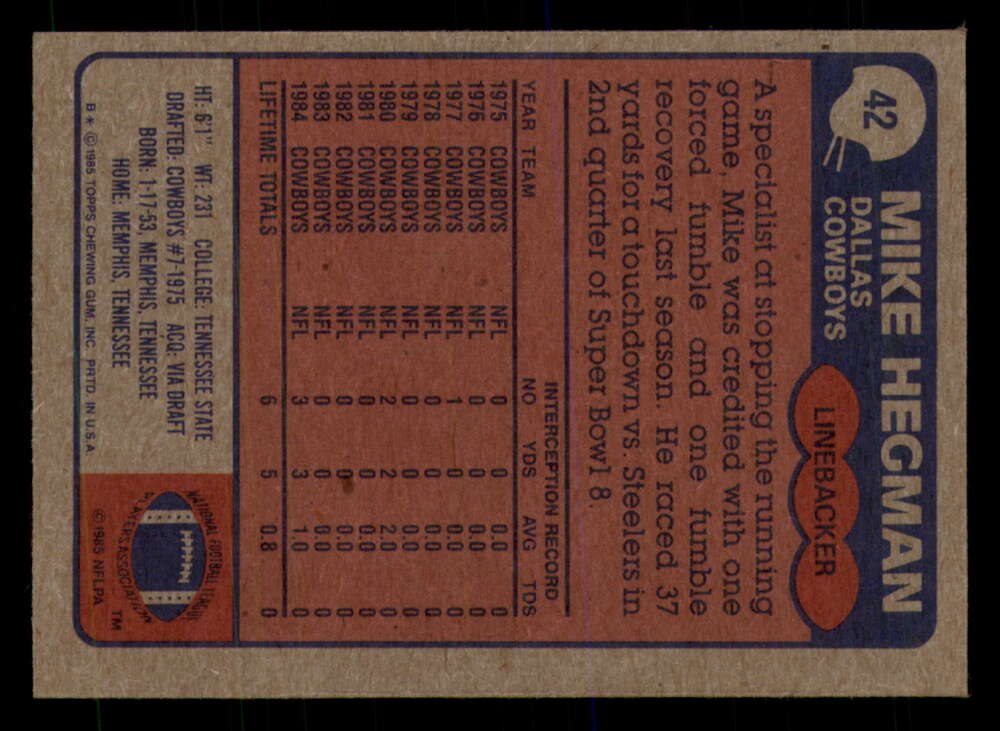 42
MIKE HEGMAN
DALLAS
COWBOYS
LINEBACKER
A specialist at stopping the running
game, Mike was credited with one
forced fumble and one fumble
recovery last season. He raced 37
yards for a touchdown vs. Steelers in
2nd quarter of Super Bowl 8.
INTERCEPTION RECORD
YEAR TEAM NO YDS AVG TDS
1975 COWBOYS NFL 0 0 0.0 0
1976 COWBOYS NFL 0 0 0.0 0
1977 COWBOYS NFL 1 0 0.0 0
1978 COWBOYS NFL 0 0 0.0 0
1979 COWBOYS NFL 0 0 0.0 0
1980 COWBOYS NFL 2 2 2.0 0
1981 COWBOYS NFL 0 0 0.0 0
1982 COWBOYS NFL 0 0 0.0 0
1983 COWBOYS NFL 0 0 0.0 0
1984 COWBOYS NFL 3 3 1.0 0
LIFETIME TOTALS 6 5 0.8 0
HT: 6'1" WT: 231 COLLEGE: TENNESSEE STATE
DRAFTED: COWBOYS #7-1975 ACQ: VIA DRAFT
BORN: 1-17-53, MEMPHIS, TENNESSEE
HOME: MEMPHIS, TENNESSEE
B * © 1985 TOPPS CHEWING GUM, INC. PRTD. IN U.S.A.
NATIONAL FOOTBALL LEAGUE
PLAYERS ASSOCIATION
TM
© 1985 NFLPA